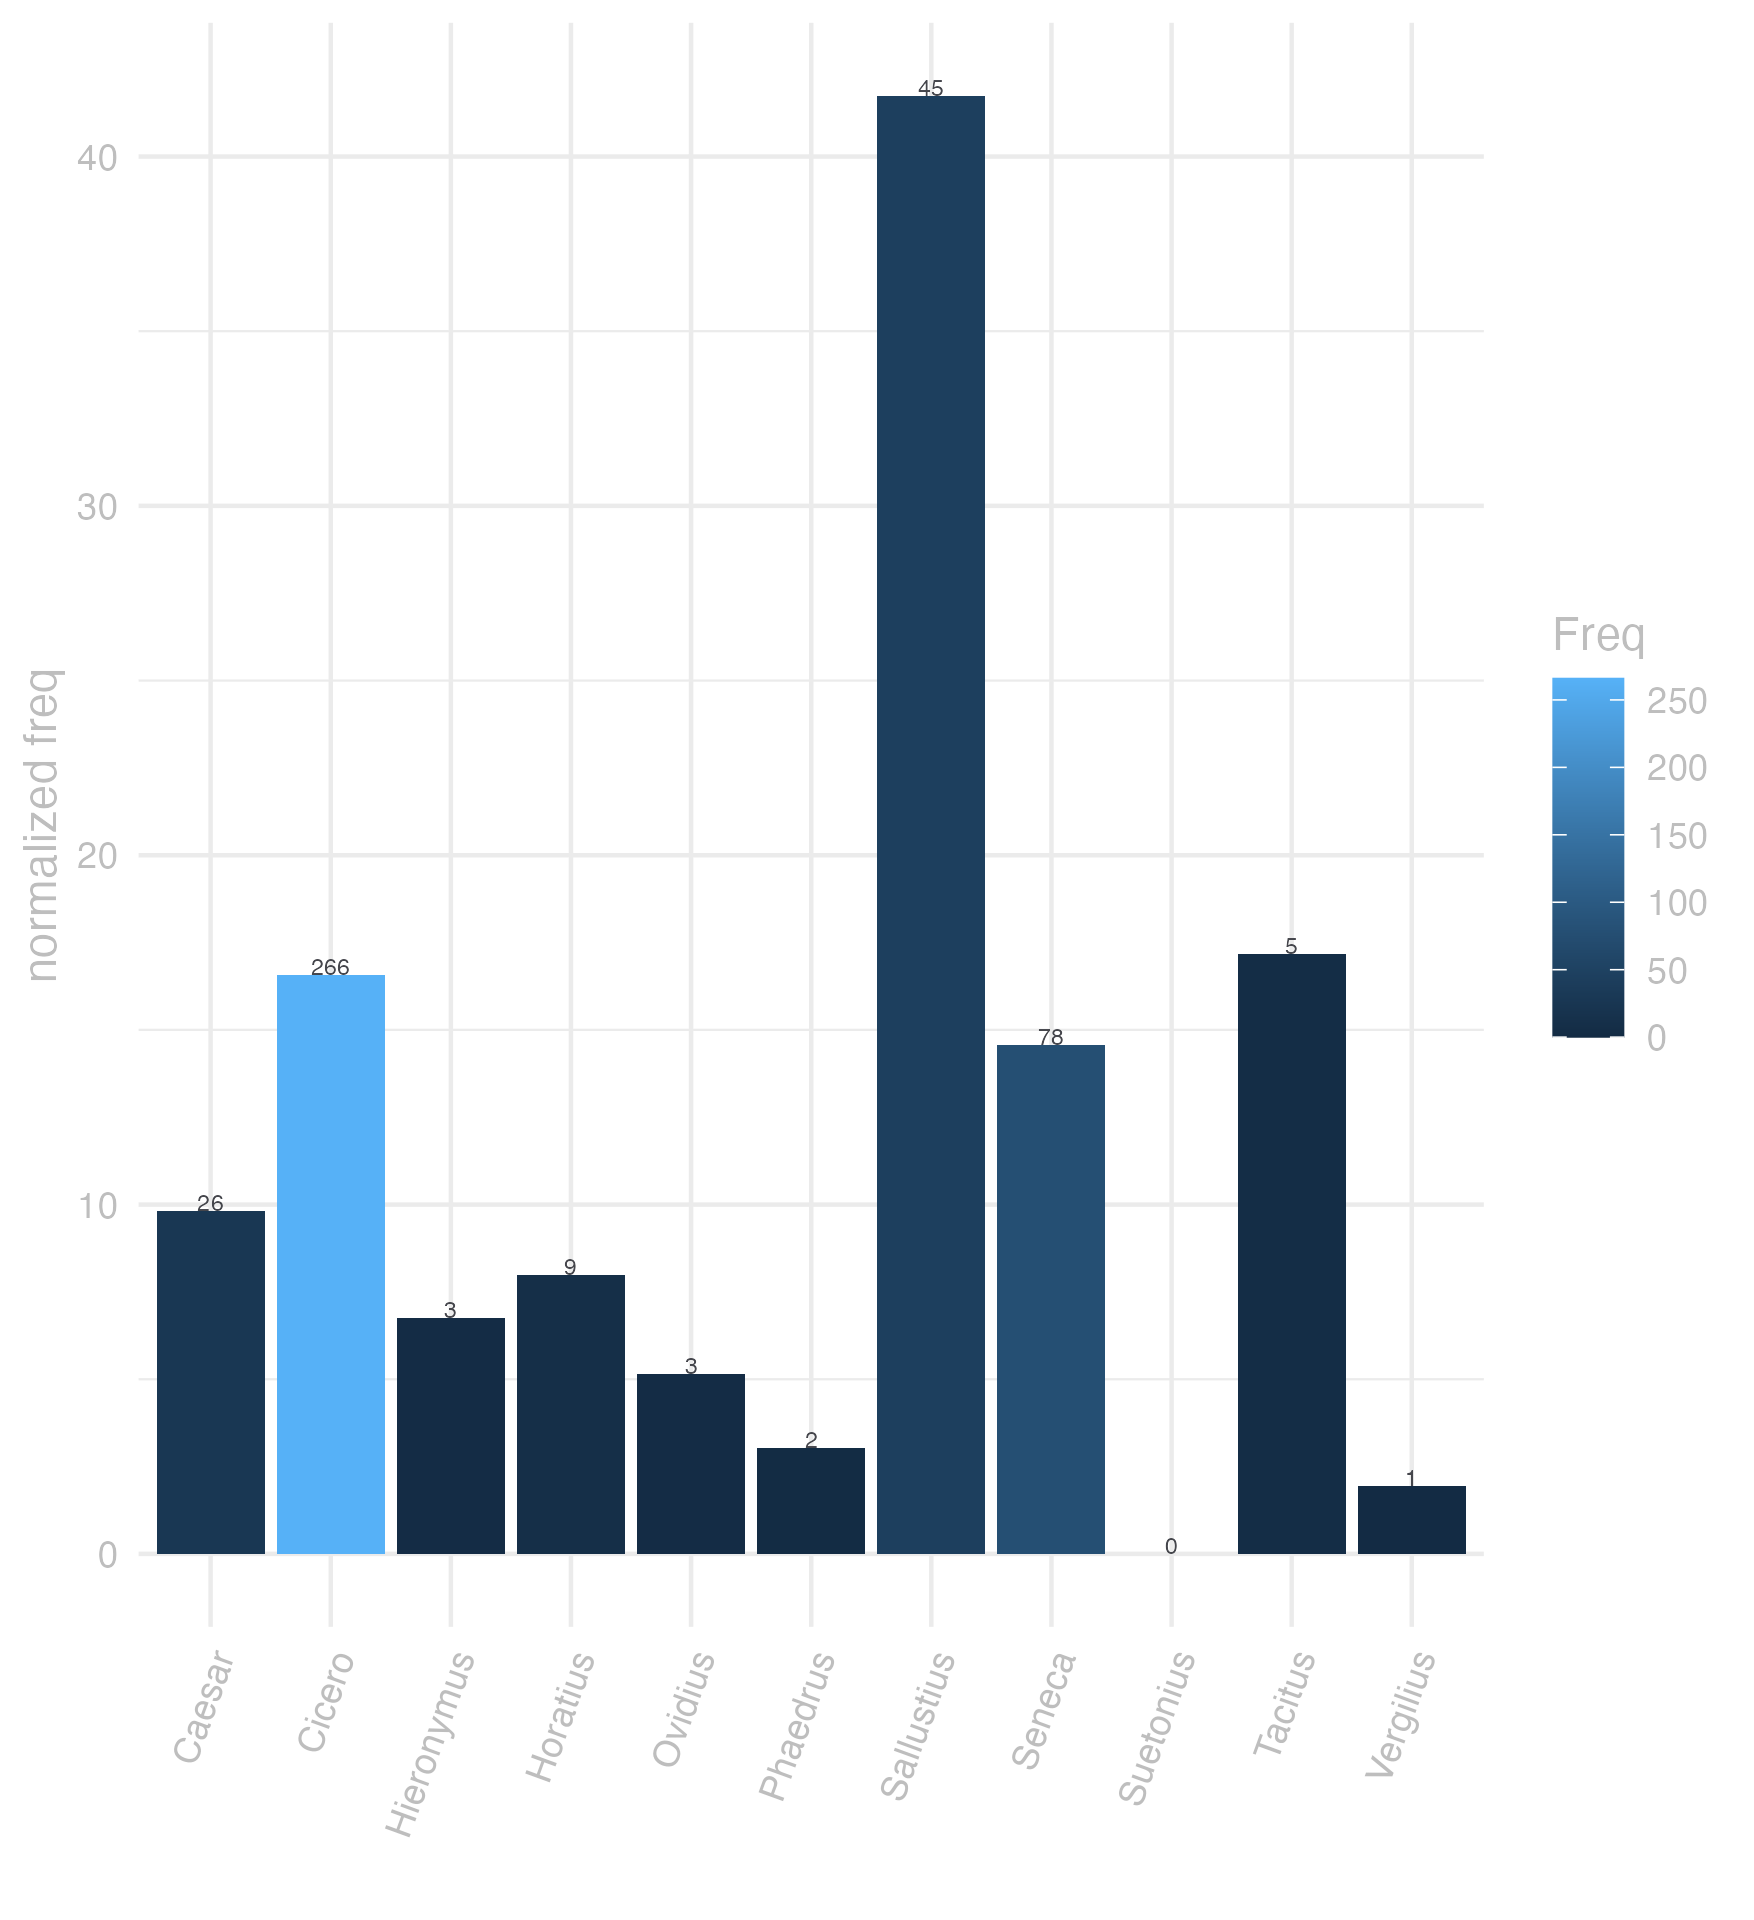 45
40
30
Freq
250
200
150
100
50
0
normalized freq
20
266
5
78
10
26
9
3
3
2
1
0
0
Caesar
Cicero
Hieronymus
Horatius
Ovidius
Phaedrus
Sallustius
Seneca
Suetonius
Tacitus
Vergilius